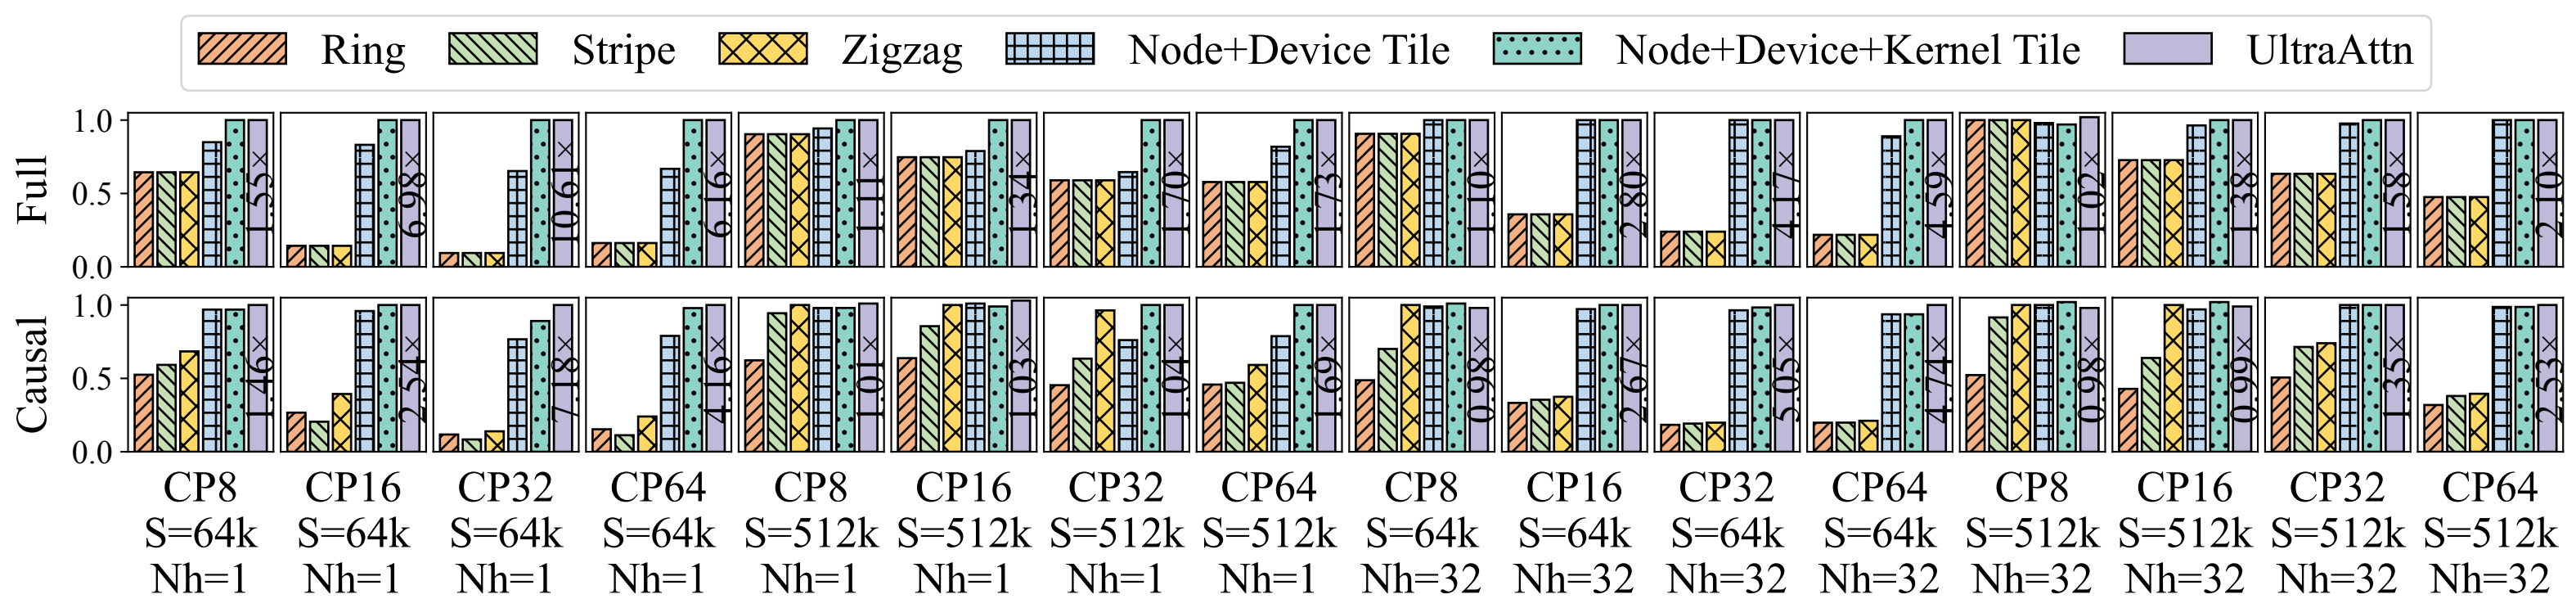 Ring Stripe Zigzag Node+Device Tile Node+Device+Kernel Tile UltraAttn
Full
1.0
0.5
0.0
1.55× 6.98× 10.61× 6.16× 1.11× 1.34× 1.70× 1.73× 1.10× 2.80× 4.17× 4.59× 1.02× 1.38× 1.58× 2.10×
Causal
1.0
0.5
0.0
1.46× 2.54× 7.18× 4.16× 1.01× 1.03× 1.04× 1.69× 0.98× 2.67× 5.05× 4.74× 0.98× 0.99× 1.35× 2.53×
CP8 CP16 CP32 CP64 CP8 CP16 CP32 CP64 CP8 CP16 CP32 CP64 CP8 CP16 CP32 CP64
S=64k S=64k S=64k S=64k S=512k S=512k S=512k S=512k S=64k S=64k S=64k S=64k S=512k S=512k S=512k S=512k
Nh=1 Nh=1 Nh=1 Nh=1 Nh=1 Nh=1 Nh=1 Nh=1 Nh=32 Nh=32 Nh=32 Nh=32 Nh=32 Nh=32 Nh=32 Nh=32